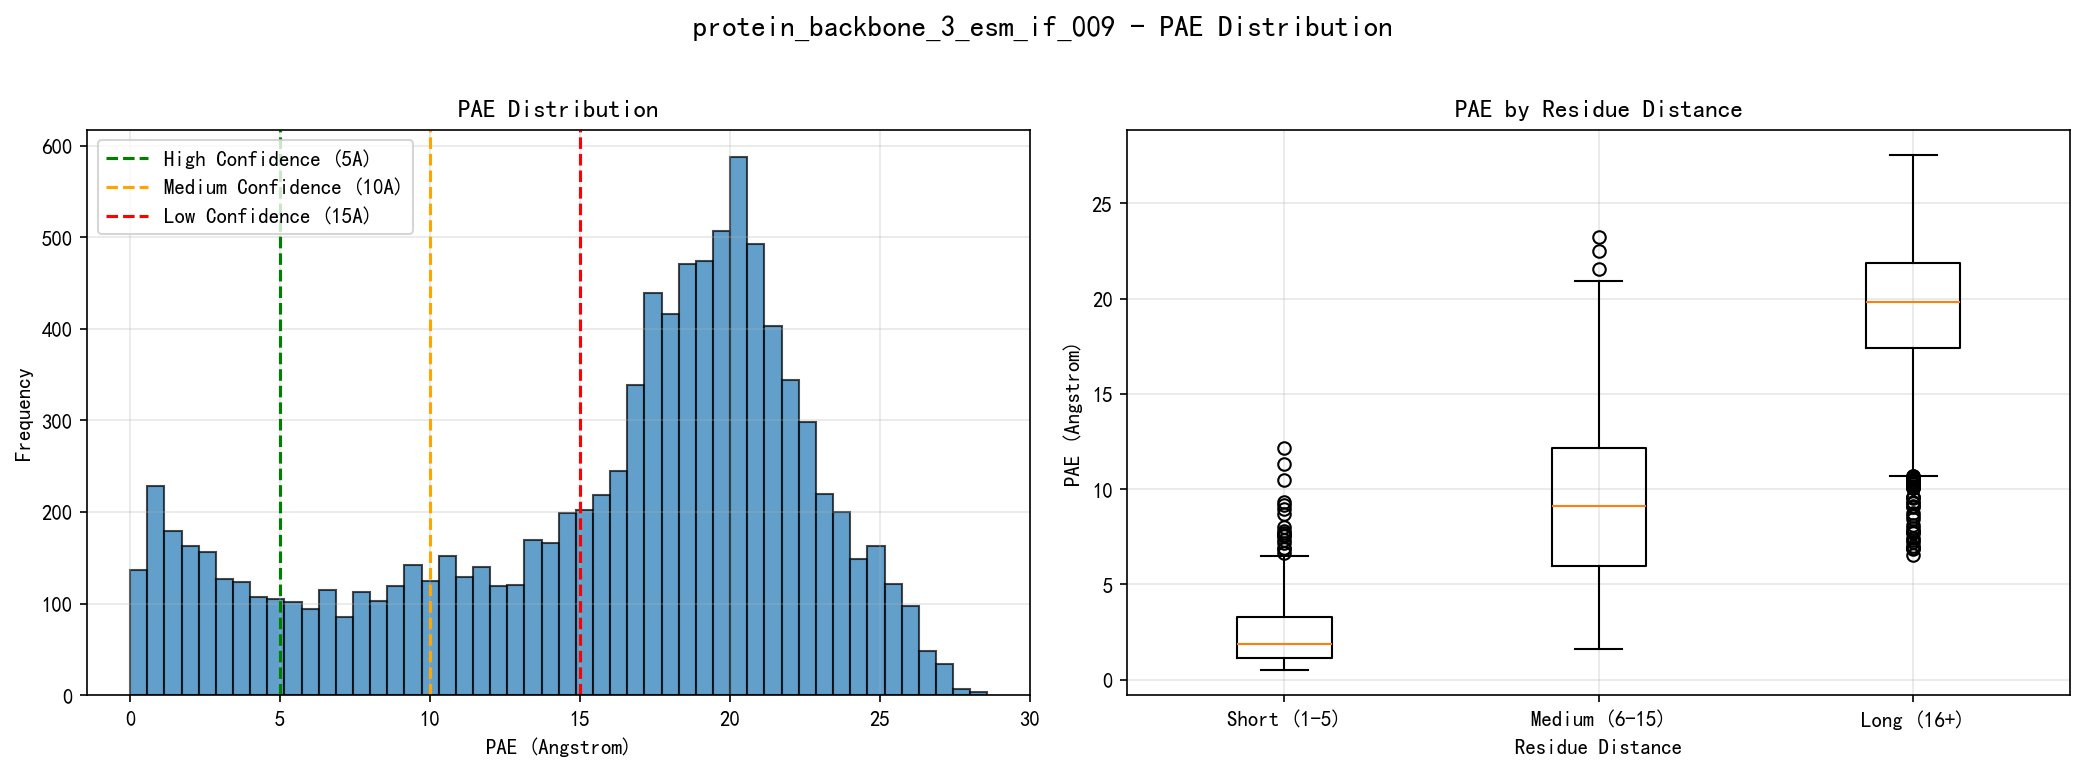 protein_backbone_3_esm_if_009 - PAE Distribution
PAE Distribution
High Confidence (5A)
Medium Confidence (10A)
Low Confidence (15A)
600
500
400
300
200
100
0
Frequency
0 5 10 15 20 25 30
PAE (Angstrom)
PAE by Residue Distance
25
20
15
10
5
0
PAE (Angstrom)
Short (1-5) Medium (6-15) Long (16+)
Residue Distance